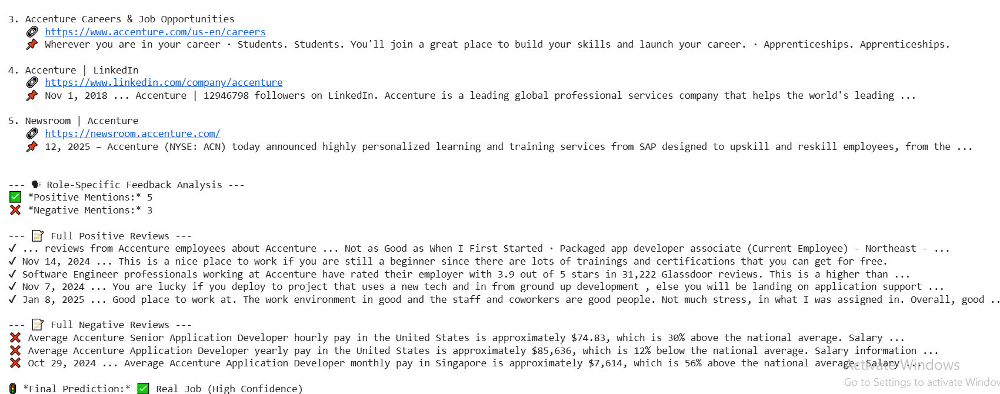 3. Accenture Careers & Job Opportunities
🔗 https://www.accenture.com/us-en/careers
📌 Wherever you are in your career · Students. Students. You'll join a great place to build your skills and launch your career. · Apprenticeships. Apprenticeships.
4. Accenture | LinkedIn
🔗 https://www.linkedin.com/company/accenture
📌 Nov 1, 2018 ... Accenture | 12946798 followers on LinkedIn. Accenture is a leading global professional services company that helps the world's leading ...
5. Newsroom | Accenture
🔗 https://newsroom.accenture.com/
📌 12, 2025 – Accenture (NYSE: ACN) today announced highly personalized learning and training services from SAP designed to upskill and reskill employees, from the ...
--- 🗣 Role-Specific Feedback Analysis ---
✅ *Positive Mentions:* 5
❌ *Negative Mentions:* 3
--- 📝 Full Positive Reviews ---
✔ ... reviews from Accenture employees about Accenture ... Not as Good as When I First Started · Packaged app developer associate (Current Employee) - Northeast - ...
✔ Nov 14, 2024 ... This is a nice place to work if you are still a beginner since there are lots of trainings and certifications that you can get for free.
✔ Software Engineer professionals working at Accenture have rated their employer with 3.9 out of 5 stars in 31,222 Glassdoor reviews. This is a higher than ...
✔ Nov 7, 2024 ... You are lucky if you deploy to project that uses a new tech and in from ground up development , else you will be landing on application support ...
✔ Jan 8, 2025 ... Good place to work at. The work environment in good and the staff and coworkers are good people. Not much stress, in what I was assigned in. Overall, good ..
--- 📝 Full Negative Reviews ---
❌ Average Accenture Senior Application Developer hourly pay in the United States is approximately $74.83, which is 30% above the national average. Salary ...
❌ Average Accenture Application Developer yearly pay in the United States is approximately $85,636, which is 12% below the national average. Salary information ...
❌ Oct 29, 2024 ... Average Accenture Application Developer monthly pay in Singapore is approximately $7,614, which is 56% above the national average. Salary ...
Activate Windows
Go to Settings to activate Window
🚦 *Final Prediction:* ✅ Real Job (High Confidence)